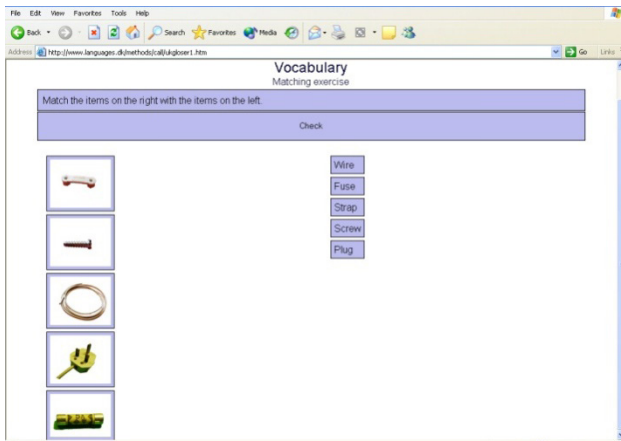 File Edit View Favorites Tools Help
Back Search Favorites Media
Address http://www.languages.dk/methods/call/ukgloser1.htm Go Links
Vocabulary
Matching exercise
Match the items on the right with the items on the left.
Check
Wire
Fuse
Strap
Screw
Plug